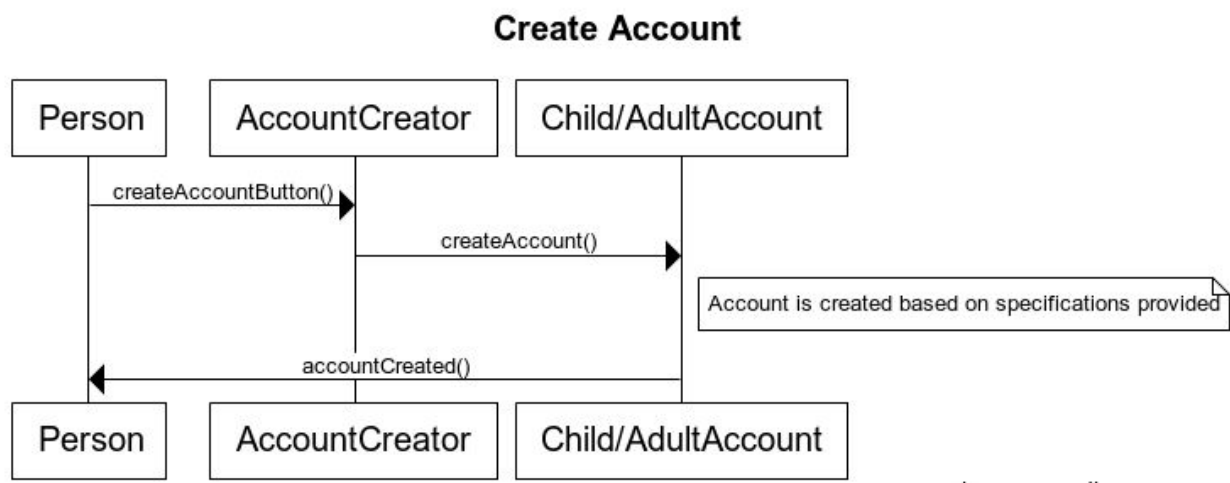 Create Account
Person AccountCreator Child/AdultAccount
createAccountButton()
createAccount()
Account is created based on specifications provided
accountCreated()
Person AccountCreator Child/AdultAccount